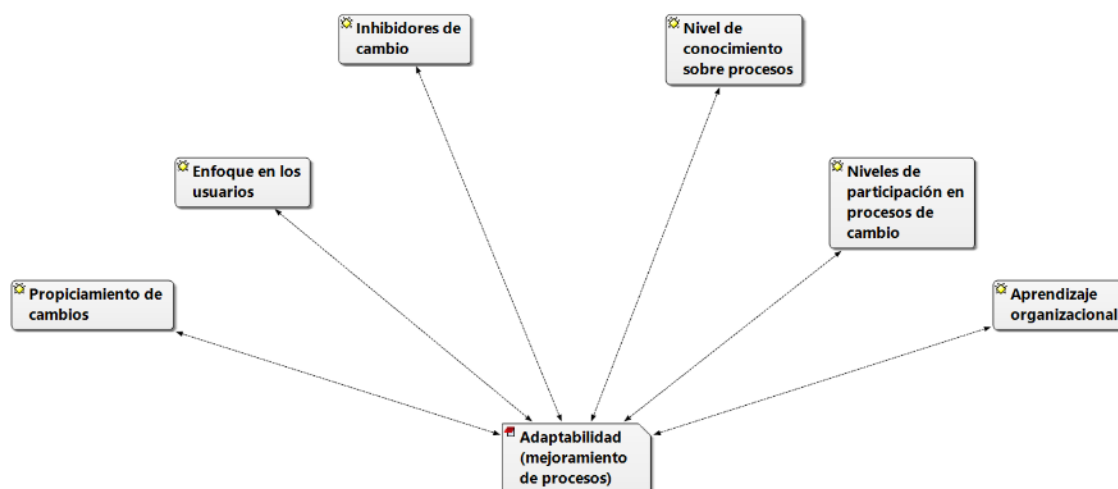 Inhibidores de
cambio
Nivel de
conocimiento
sobre procesos
Enfoque en los
usuarios
Niveles de
participación en
procesos de
cambio
Propiciamiento de
cambios
Aprendizaje
organizacional
Adaptabilidad
(mejoramiento
de procesos)